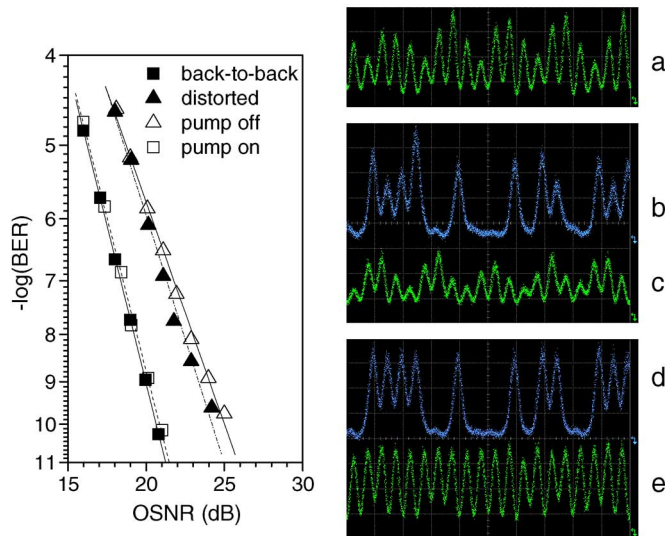 4
5
6
7
8
9
10
11
-log(BER)
back-to-back
distorted
pump off
pump on
15
20
25
30
OSNR (dB)
a
b
c
d
e